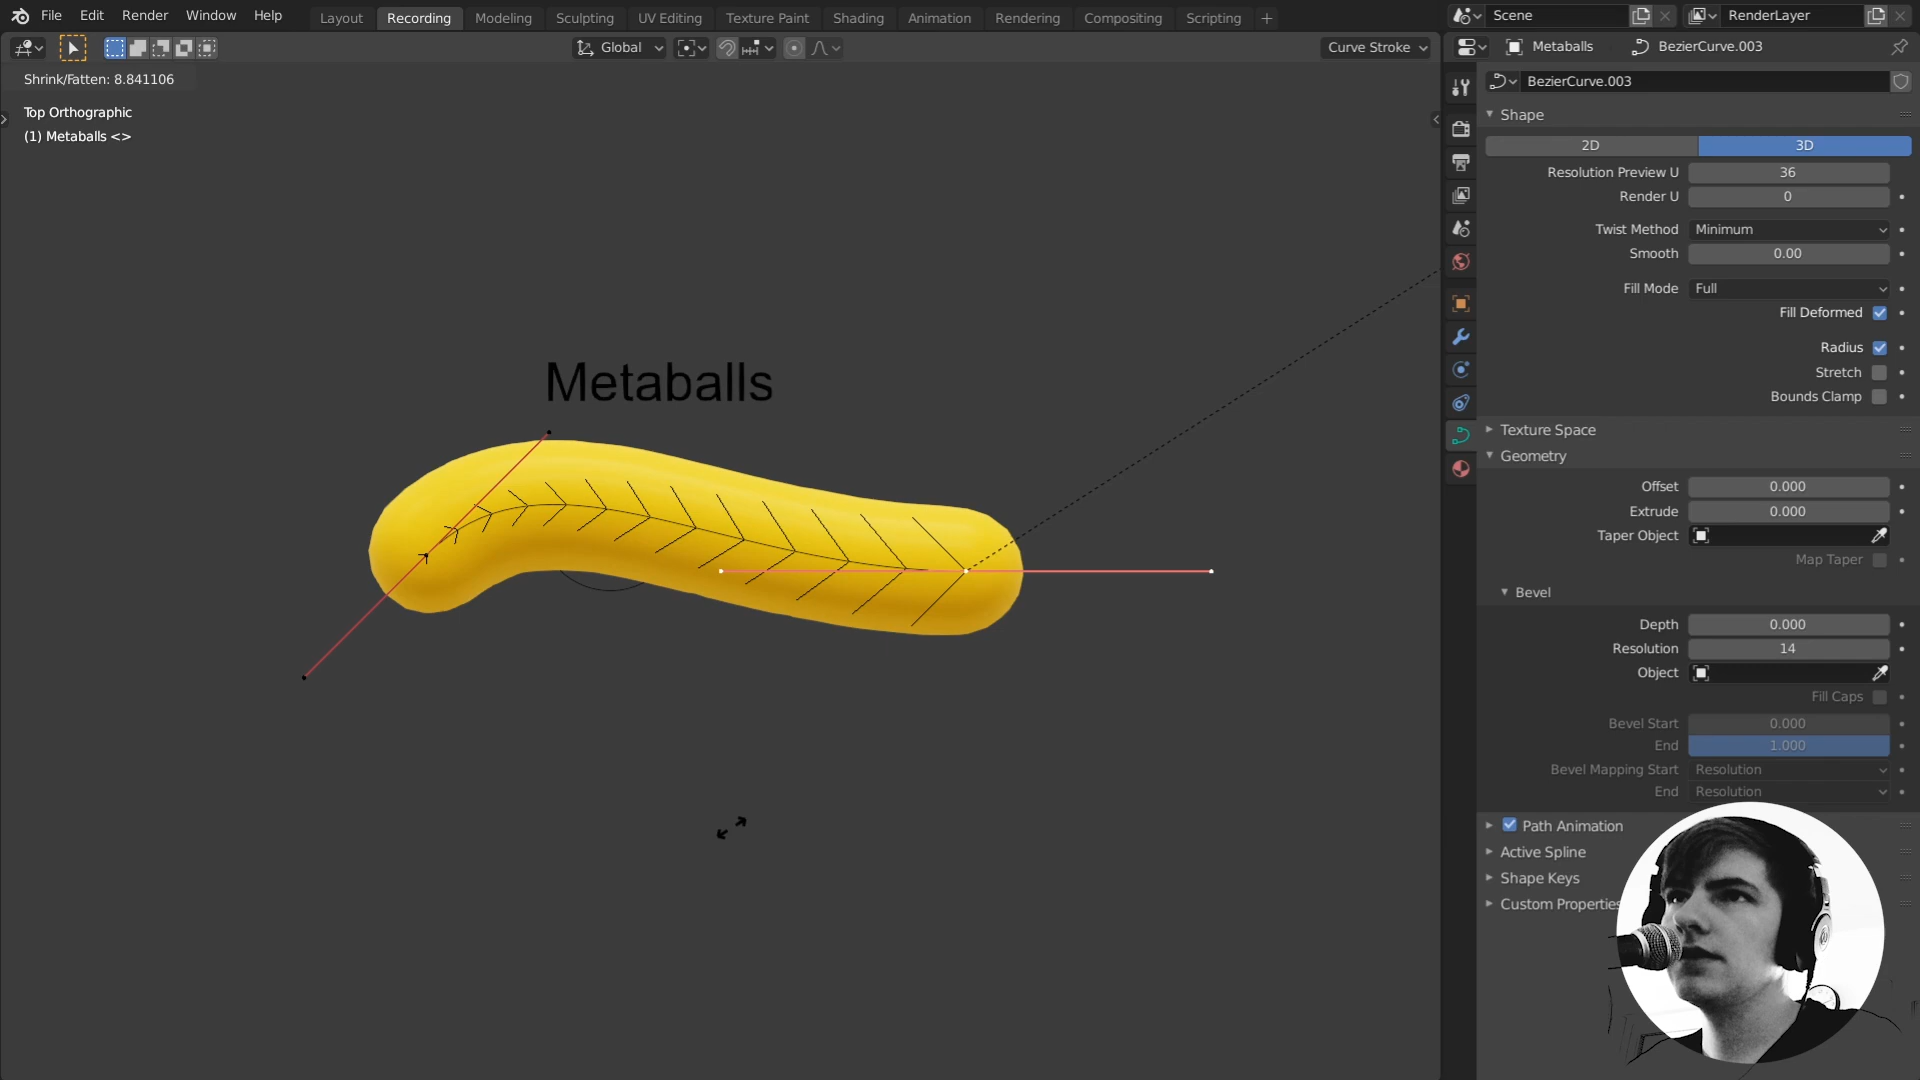 File Edit Render Window Help Layout Recording Modeling Sculpting UV Editing Texture Paint Shading Animation Rendering Compositing Scripting + Scene RenderLayer
Global Curve Stroke Metaballs BezierCurve.003
Shrink/Fatten: 8.841106
BezierCurve.003
Top Orthographic
(1) Metaballs <>
Shape
2D 3D
Resolution Preview U 36
Render U 0
Twist Method Minimum
Smooth 0.00
Fill Mode Full
Fill Deformed
Radius
Stretch
Bounds Clamp
Metaballs
Texture Space
Geometry
Offset 0.000
Extrude 0.000
Taper Object
Map Taper
Bevel
Depth 0.000
Resolution 14
Object
Fill Caps
Bevel Start 0.000
End 1.000
Bevel Mapping Start Resolution
End Resolution
Path Animation
Active Spline
Shape Keys
Custom Properties